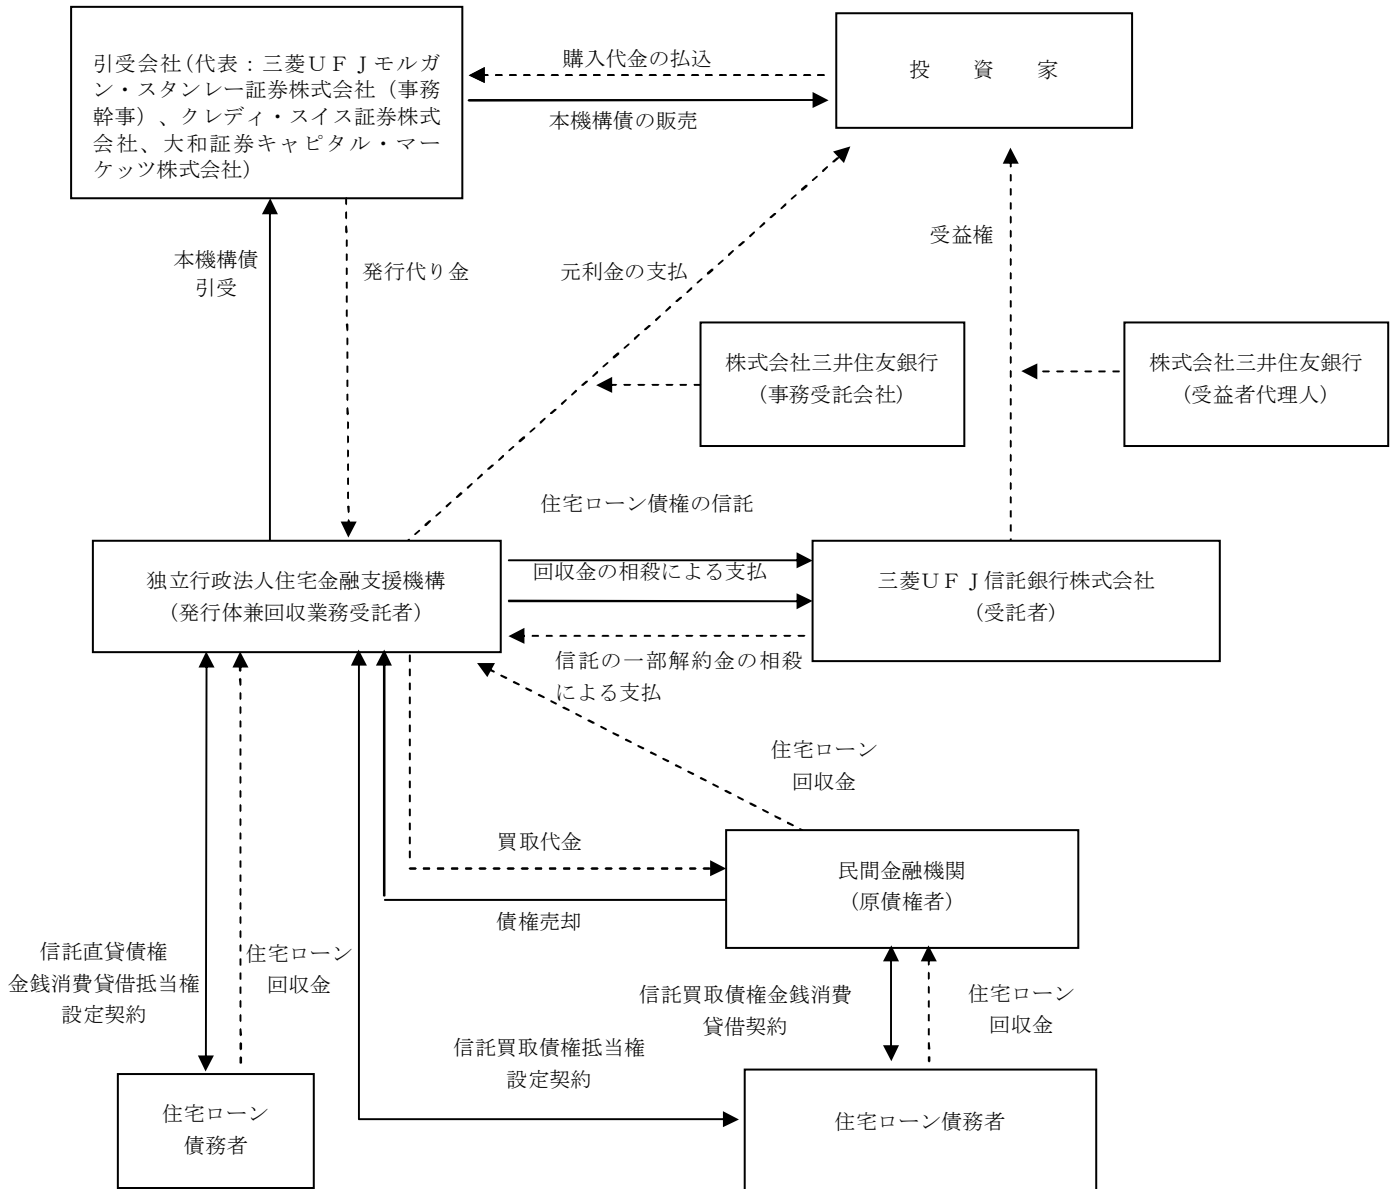 引受会社(代表：三菱ＵＦＪモルガ
ン・スタンレー証券株式会社（事務
幹事）、クレディ・スイス証券株式
会社、大和証券キャピタル・マー
ケッツ株式会社)
購入代金の払込
本機構債の販売
投　資　家
本機構債
引受
発行代り金
元利金の支払
受益権
株式会社三井住友銀行
（事務受託会社）
株式会社三井住友銀行
（受益者代理人）
住宅ローン債権の信託
独立行政法人住宅金融支援機構
（発行体兼回収業務受託者）
回収金の相殺による支払
三菱ＵＦＪ信託銀行株式会社
（受託者）
信託の一部解約金の相殺
による支払
住宅ローン
回収金
買取代金
民間金融機関
（原債権者）
債権売却
信託直貸債権
金銭消費貸借抵当権
設定契約
住宅ローン
回収金
信託買取債権金銭消費
貸借契約
住宅ローン
回収金
信託買取債権抵当権
設定契約
住宅ローン
債務者
住宅ローン債務者